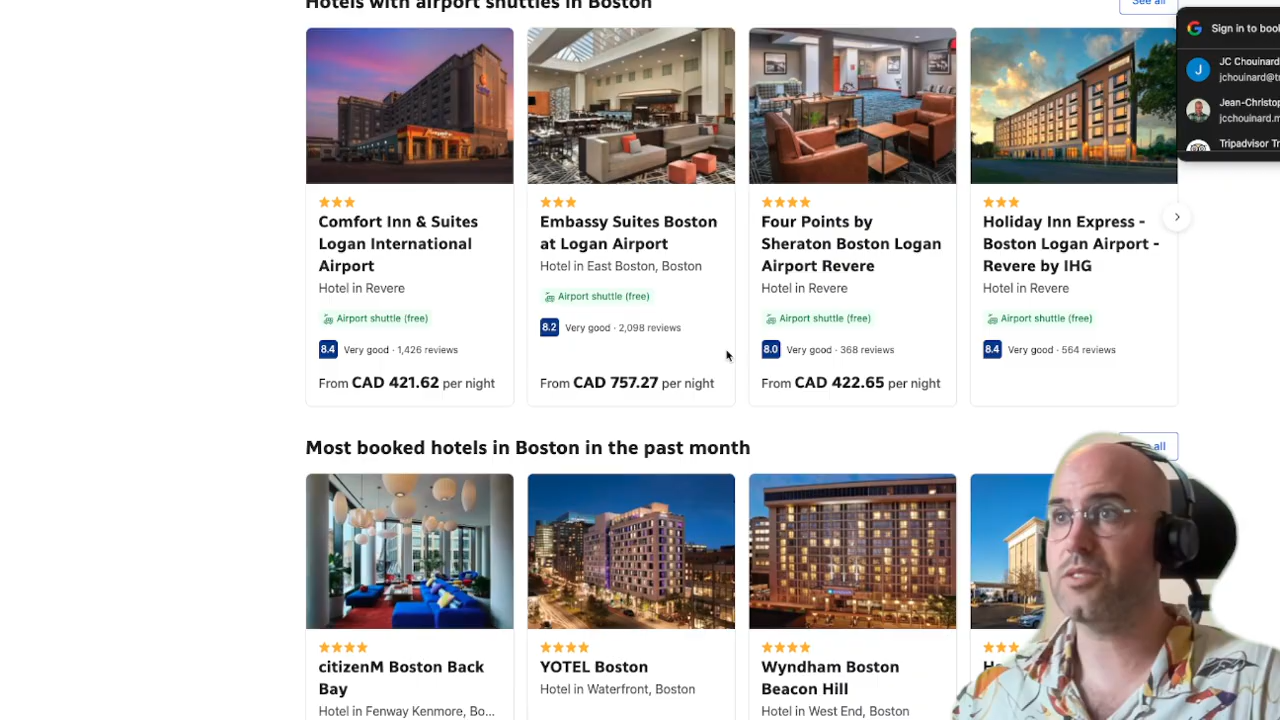 Hotels with airport shuttles in Boston
See all
Sign in to book
JC Chouinard
jchouinard@t
Jean-Christop
jcchouinard.m
Tripadvisor Tr
Comfort Inn & Suites
Logan International
Airport
Hotel in Revere
Airport shuttle (free)
8.4 Very good · 1,426 reviews
From CAD 421.62 per night
Embassy Suites Boston
at Logan Airport
Hotel in East Boston, Boston
Airport shuttle (free)
8.2 Very good · 2,098 reviews
From CAD 757.27 per night
Four Points by
Sheraton Boston Logan
Airport Revere
Hotel in Revere
Airport shuttle (free)
8.0 Very good · 368 reviews
From CAD 422.65 per night
Holiday Inn Express -
Boston Logan Airport -
Revere by IHG
Hotel in Revere
Airport shuttle (free)
8.4 Very good · 564 reviews
Most booked hotels in Boston in the past month
all
citizenM Boston Back
Bay
Hotel in Fenway Kenmore, Bo...
YOTEL Boston
Hotel in Waterfront, Boston
Wyndham Boston
Beacon Hill
Hotel in West End, Boston